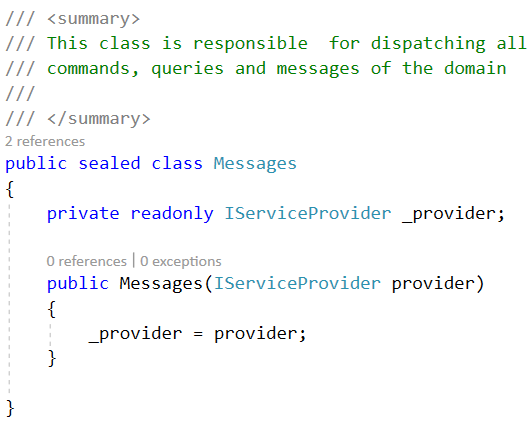 /// <summary>
/// This class is responsible  for dispatching all
/// commands, queries and messages of the domain
///
/// </summary>
2 references
public sealed class Messages
{
    private readonly IServiceProvider _provider;
    0 references | 0 exceptions
    public Messages(IServiceProvider provider)
    {
        _provider = provider;
    }
}